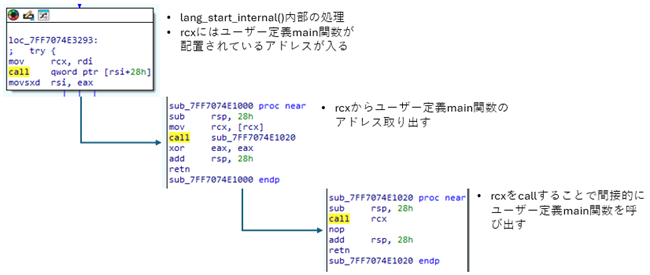 loc_7FF7074E3293:
;   try {
mov     rcx, rdi
call    qword ptr [rsi+28h]
movsxd  rsi, eax
• lang_start_internal()内部の処理
• rcxにはユーザー定義main関数が
配置されているアドレスが入る
sub_7FF7074E1000 proc near
sub     rsp, 28h
mov     rcx, [rcx]
call    sub_7FF7074E1020
xor     eax, eax
add     rsp, 28h
retn
sub_7FF7074E1000 endp
• rcxからユーザー定義main関数の
アドレス取り出す
sub_7FF7074E1020 proc near
sub     rsp, 28h
call    rcx
nop
add     rsp, 28h
retn
sub_7FF7074E1020 endp
• rcxをcallすることで間接的に
ユーザー定義main関数を呼
び出す